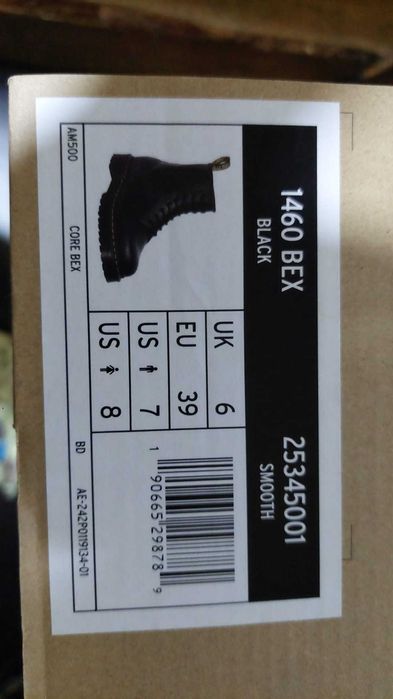 1460 BEX 25345001
BLACK SMOOTH
UK 6
EU 39
US 7
US 8
1 90665 29878 9
AM500 CORE BEX BD AE-242P0119134-01